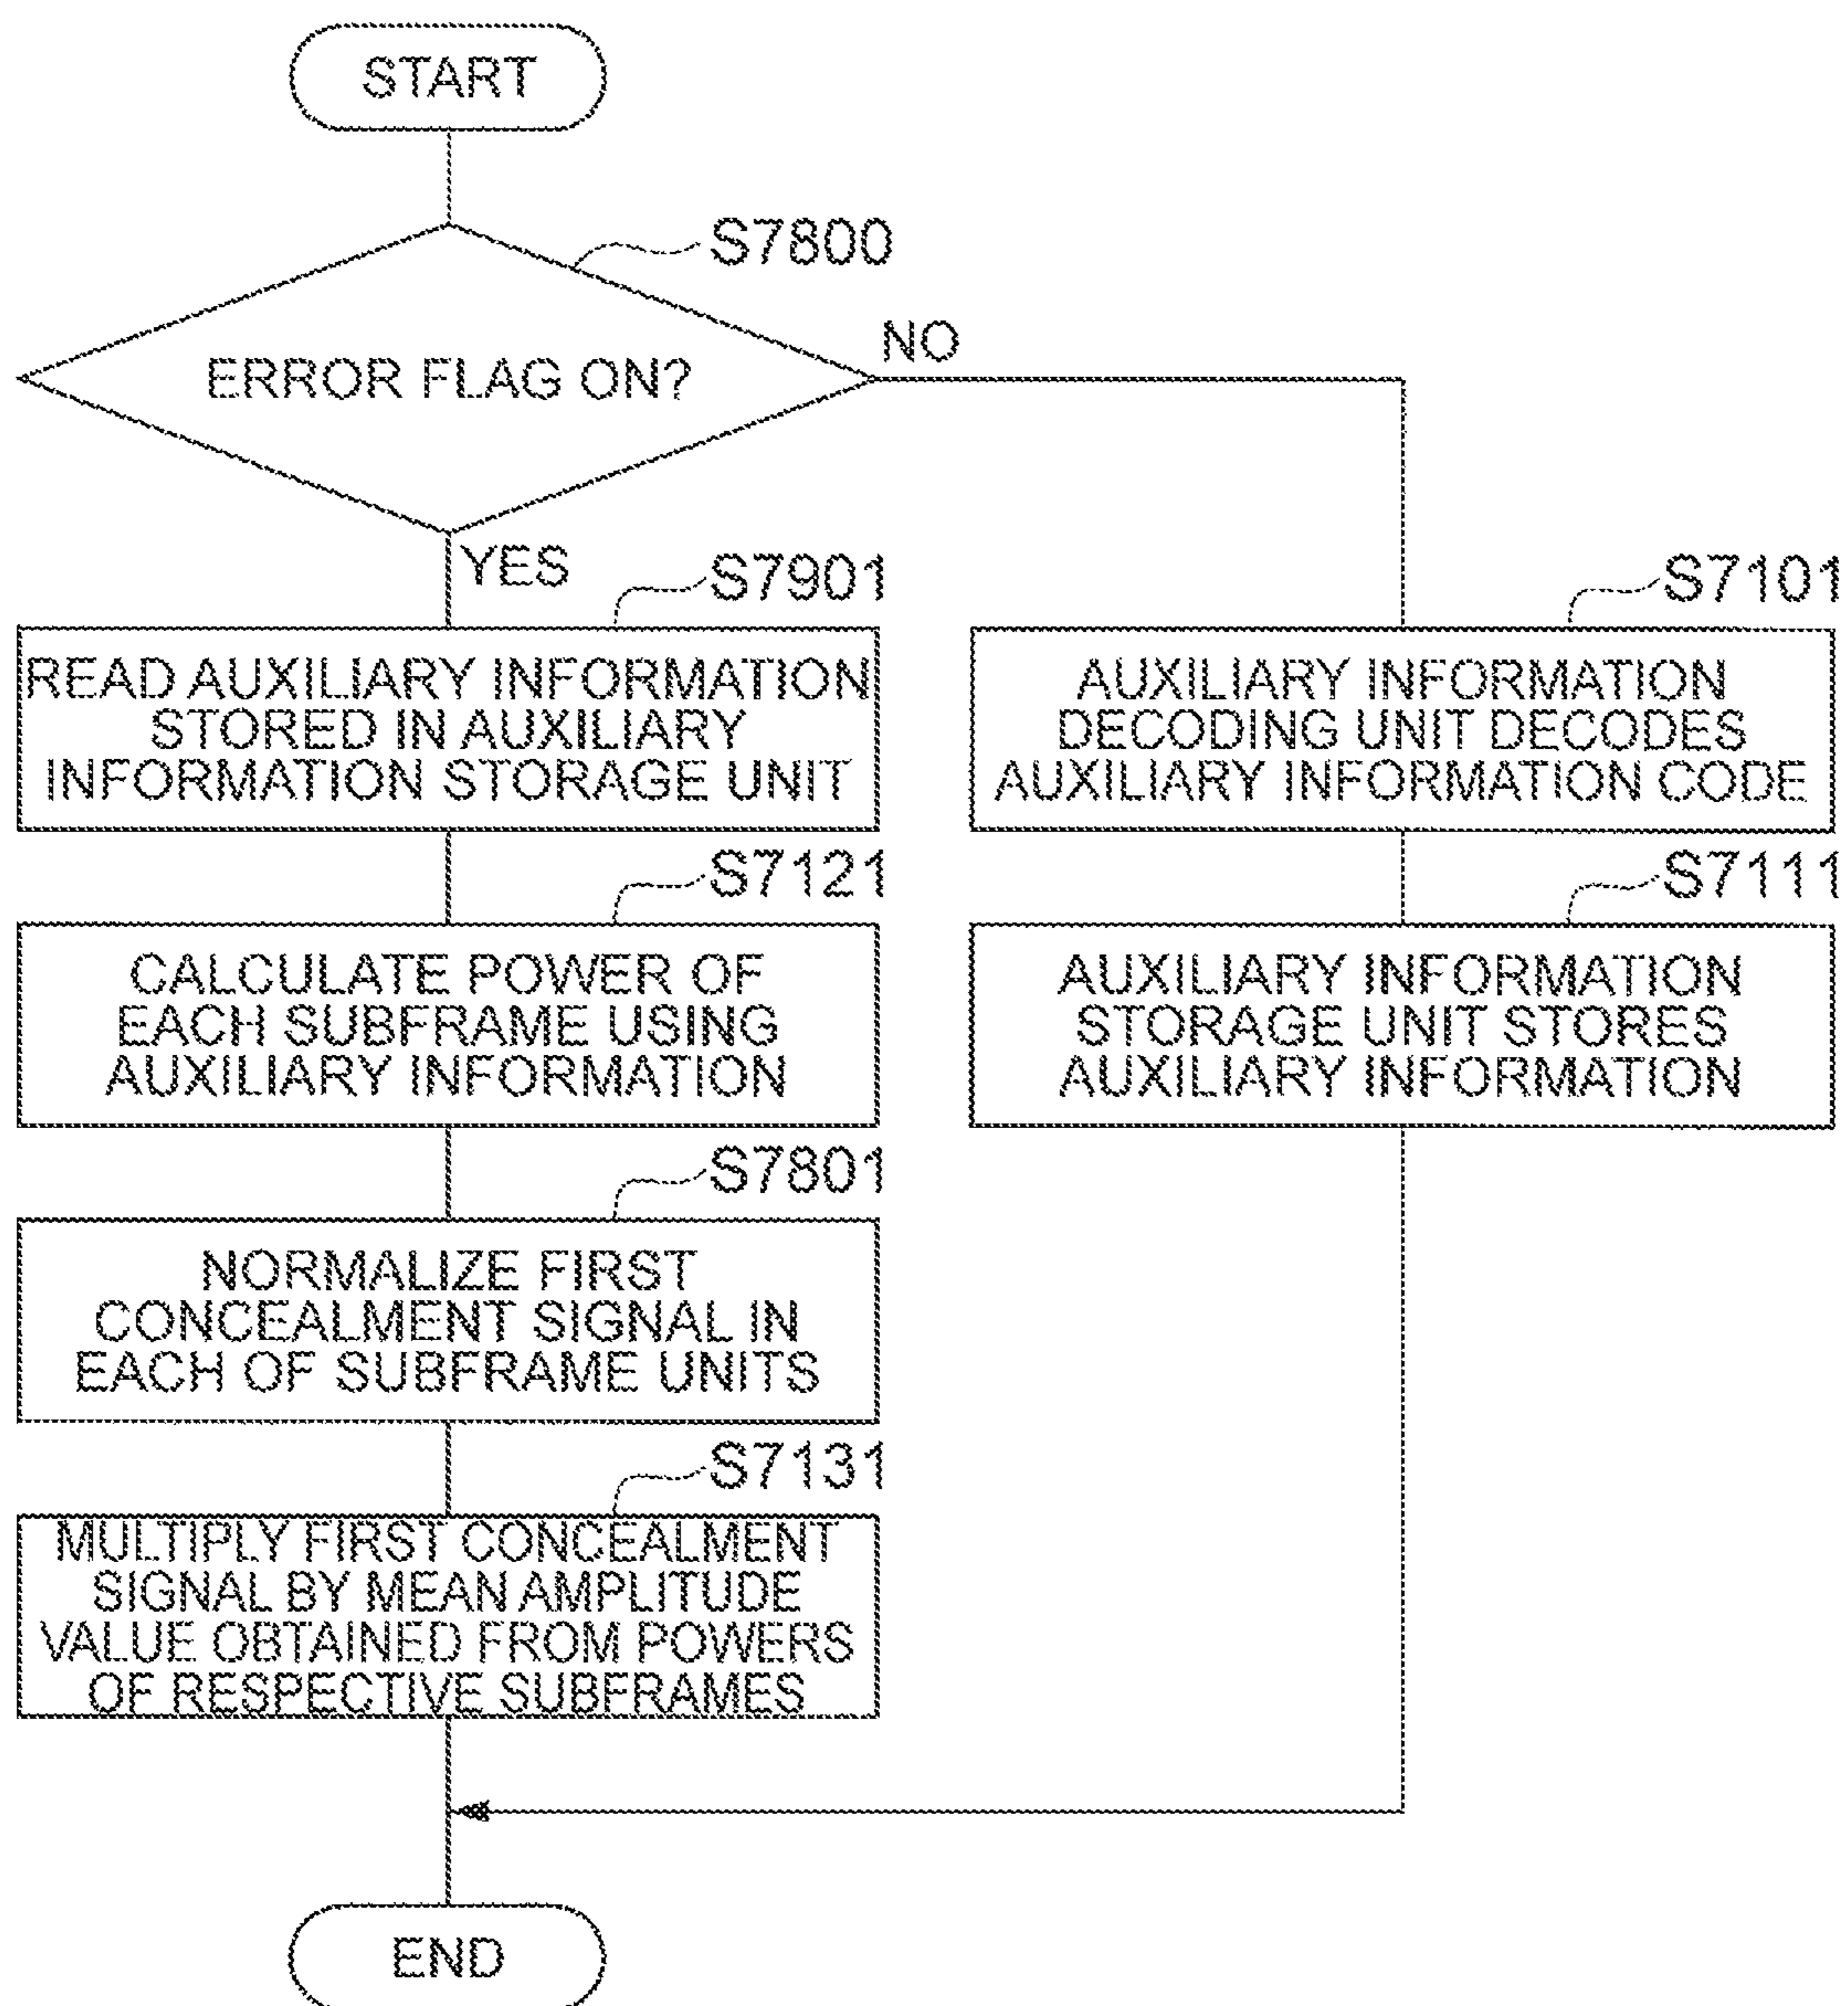 START
S7800
ERROR FLAG ON?
NO
YES
S7901
READ AUXILIARY INFORMATION
STORED IN AUXILIARY
INFORMATION STORAGE UNIT
S7121
CALCULATE POWER OF
EACH SUBFRAME USING
AUXILIARY INFORMATION
S7801
NORMALIZE FIRST
CONCEALMENT SIGNAL IN
EACH OF SUBFRAME UNITS
S7131
MULTIPLY FIRST CONCEALMENT
SIGNAL BY MEAN AMPLITUDE
VALUE OBTAINED FROM POWERS
OF RESPECTIVE SUBFRAMES
S7101
AUXILIARY INFORMATION
DECODING UNIT DECODES
AUXILIARY INFORMATION CODE
S7111
AUXILIARY INFORMATION
STORAGE UNIT STORES
AUXILIARY INFORMATION
END